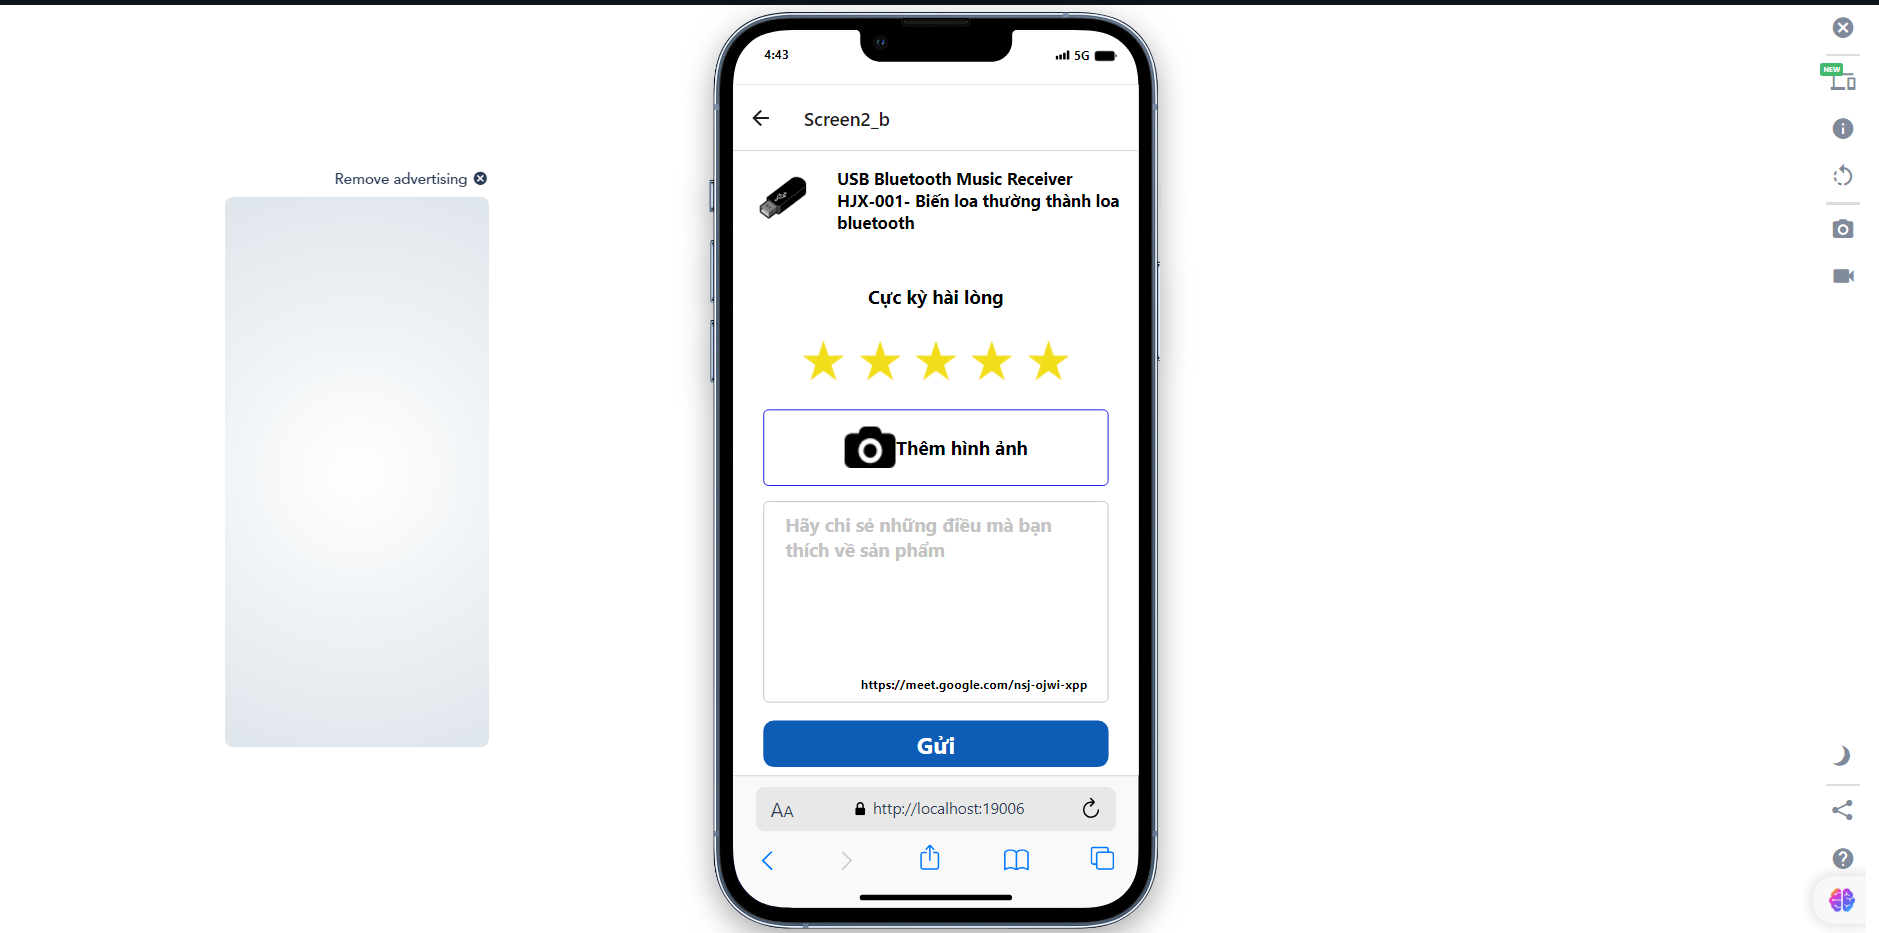 Remove advertising
4:43
5G
Screen2_b
USB Bluetooth Music Receiver
HJX-001- Biến loa thường thành loa
bluetooth
Cực kỳ hài lòng
Thêm hình ảnh
Hãy chi sẻ những điều mà bạn
thích về sản phẩm
https://meet.google.com/nsj-ojwi-xpp
Gửi
AA
http://localhost:19006
NEW